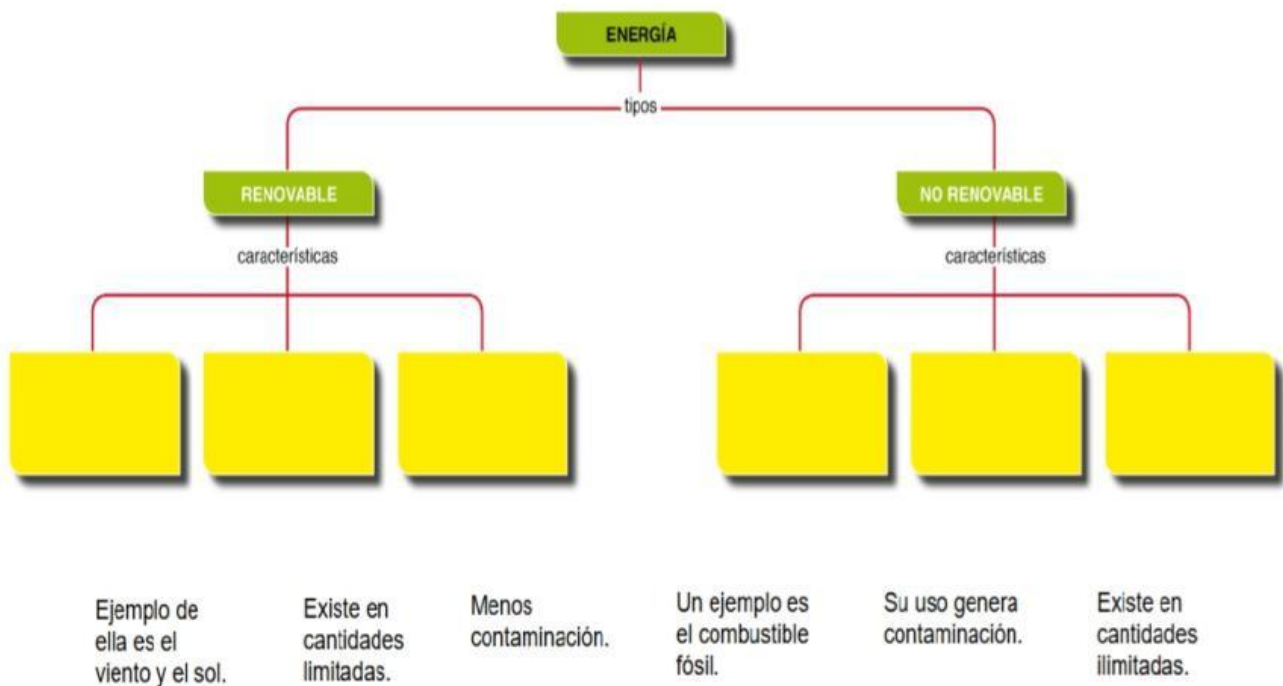 ENERGÍA
tipos
RENOVABLE
NO RENOVABLE
características
características
Ejemplo de
ella es el
viento y el sol.
Existe en
cantidades
limitadas.
Menos
contaminación.
Un ejemplo es
el combustible
fósil.
Su uso genera
contaminación.
Existe en
cantidades
ilimitadas.